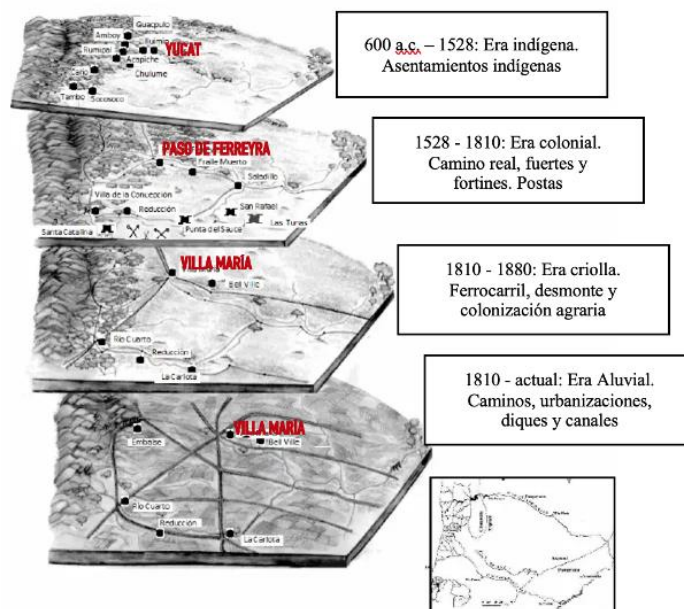 Guacpulo
Amboy
Fuimio
Rumipal
YUCAT
Acapiche
Chulume
Tambo
Socosoco
600 a.c. – 1528: Era indígena.
Asentamientos indígenas
PASO DE FERREYRA
Fraile Muerto
Saladillo
Villa de la Concepción
Reducción
San Rafael
Las Tunas
Santa Catalina
Punta del Sauce
1528 - 1810: Era colonial.
Camino real, fuertes y
fortines. Postas
VILLA MARÍA
Bell Ville
Río Cuarto
Reducción
La Carlota
1810 - 1880: Era criolla.
Ferrocarril, desmonte y
colonización agraria
VILLA MARÍA
Embalse
Bell Ville
Río Cuarto
Reducción
La Carlota
1810 - actual: Era Aluvial.
Caminos, urbanizaciones,
diques y canales